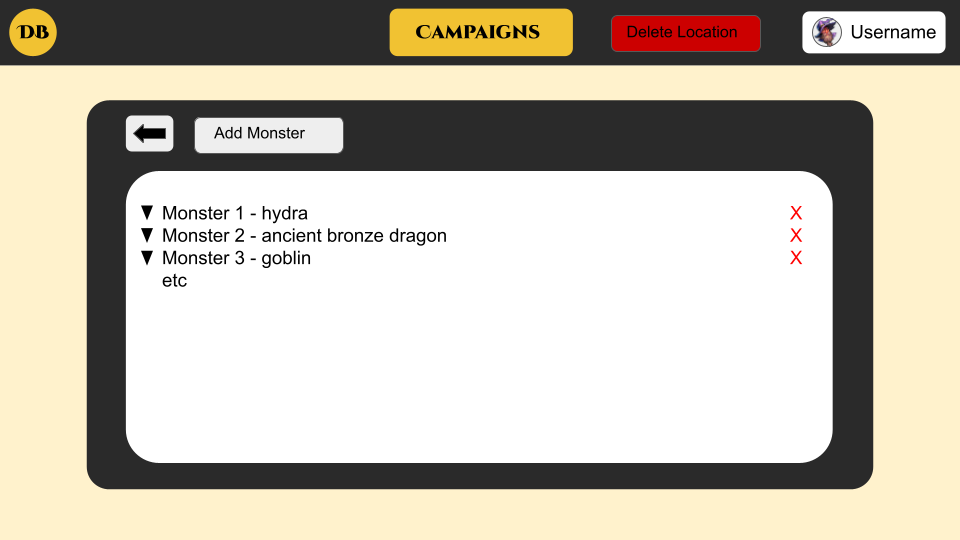 DB
Campaigns
Delete Location
Username
Add Monster
Monster 1 - hydra X
Monster 2 - ancient bronze dragon X
Monster 3 - goblin X
etc